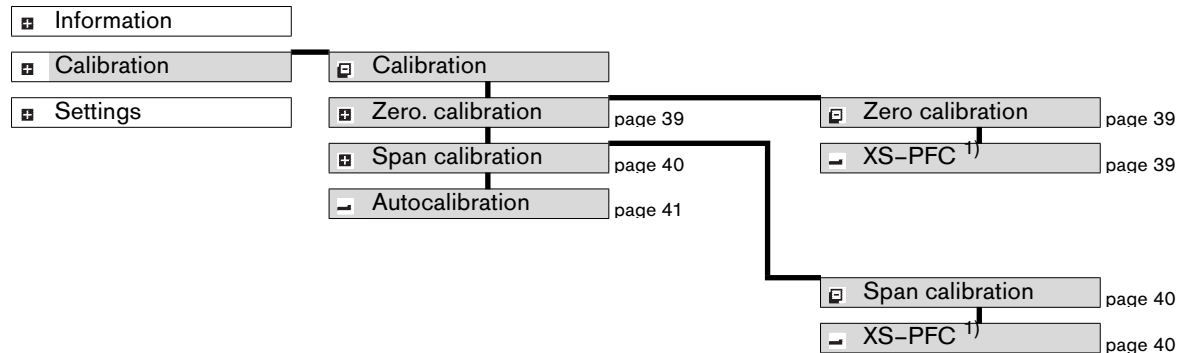 Information
Calibration
Calibration
Settings
Zero. calibration page 39
Zero calibration page 39
Span calibration page 40
XS–PFC 1) page 39
Autocalibration page 41
Span calibration page 40
XS–PFC 1) page 40